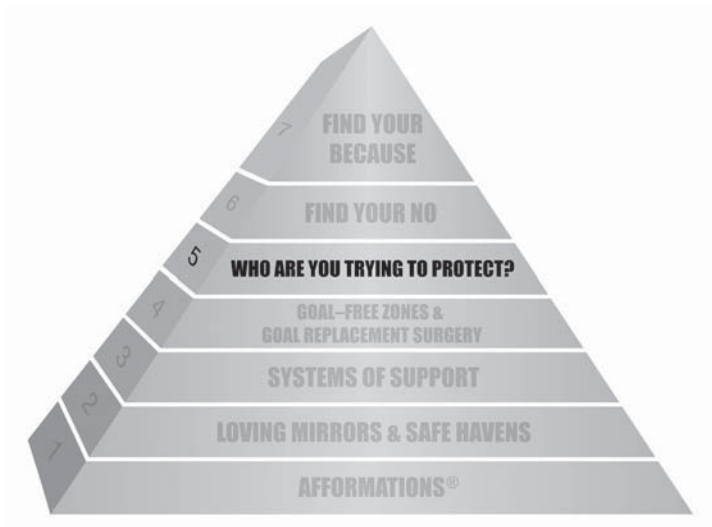 7 FIND YOUR
BECAUSE
6 FIND YOUR NO
5 WHO ARE YOU TRYING TO PROTECT?
4 GOAL–FREE ZONES &
GOAL REPLACEMENT SURGERY
3 SYSTEMS OF SUPPORT
2 LOVING MIRRORS & SAFE HAVENS
1 AFFORMATIONS®